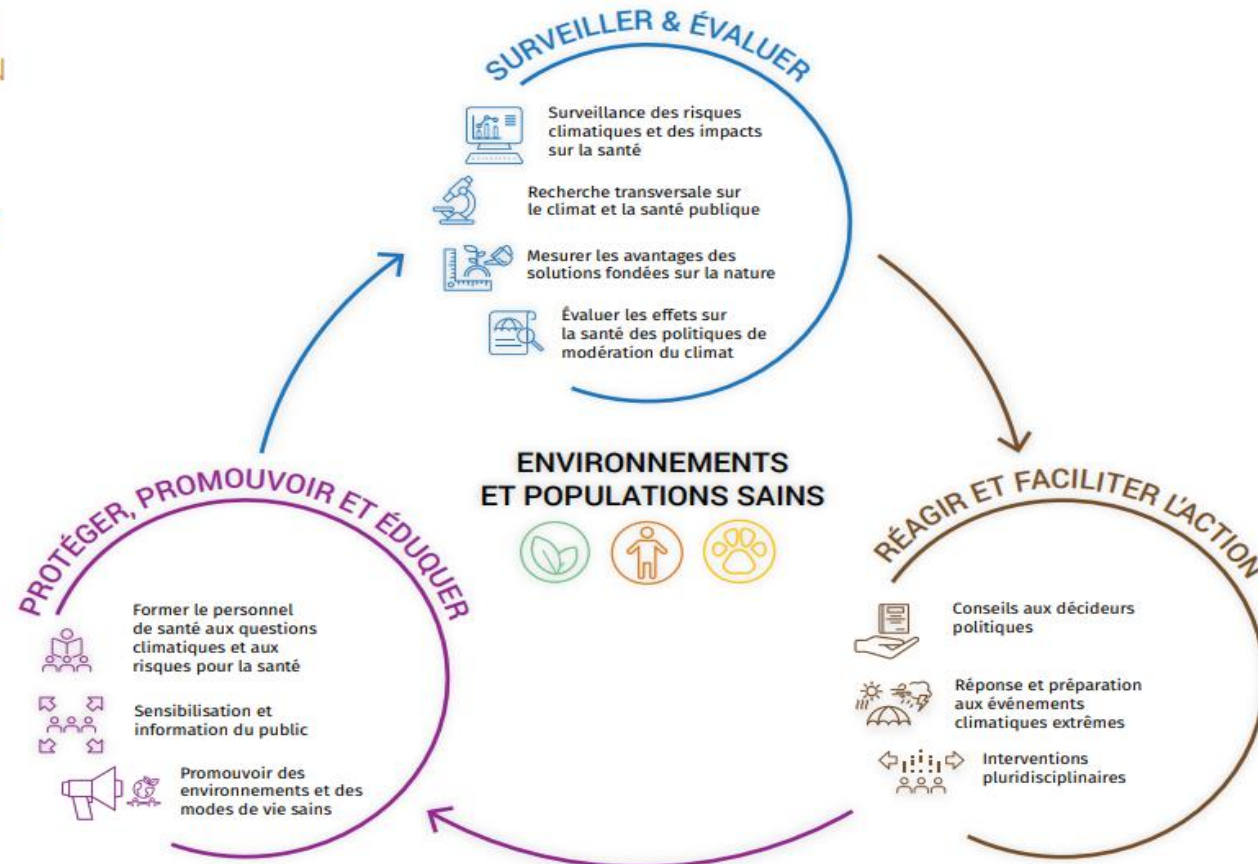 N
SURVEILLER & ÉVALUER
Surveillance des risques
climatiques et des impacts
sur la santé
Recherche transversale sur
le climat et la santé publique
Mesurer les avantages des
solutions fondées sur la nature
Évaluer les effets sur
la santé des politiques de
modération du climat
ENVIRONNEMENTS
ET POPULATIONS SAINS
PROTÉGER, PROMOUVOIR ET ÉDUQUER
Former le personnel
de santé aux questions
climatiques et aux
risques pour la santé
Sensibilisation et
information du public
Promouvoir des
environnements et des
modes de vie sains
RÉAGIR ET FACILITER L'ACTION
Conseils aux décideurs
politiques
Réponse et préparation
aux événements
climatiques extrêmes
Interventions
pluridisciplinaires